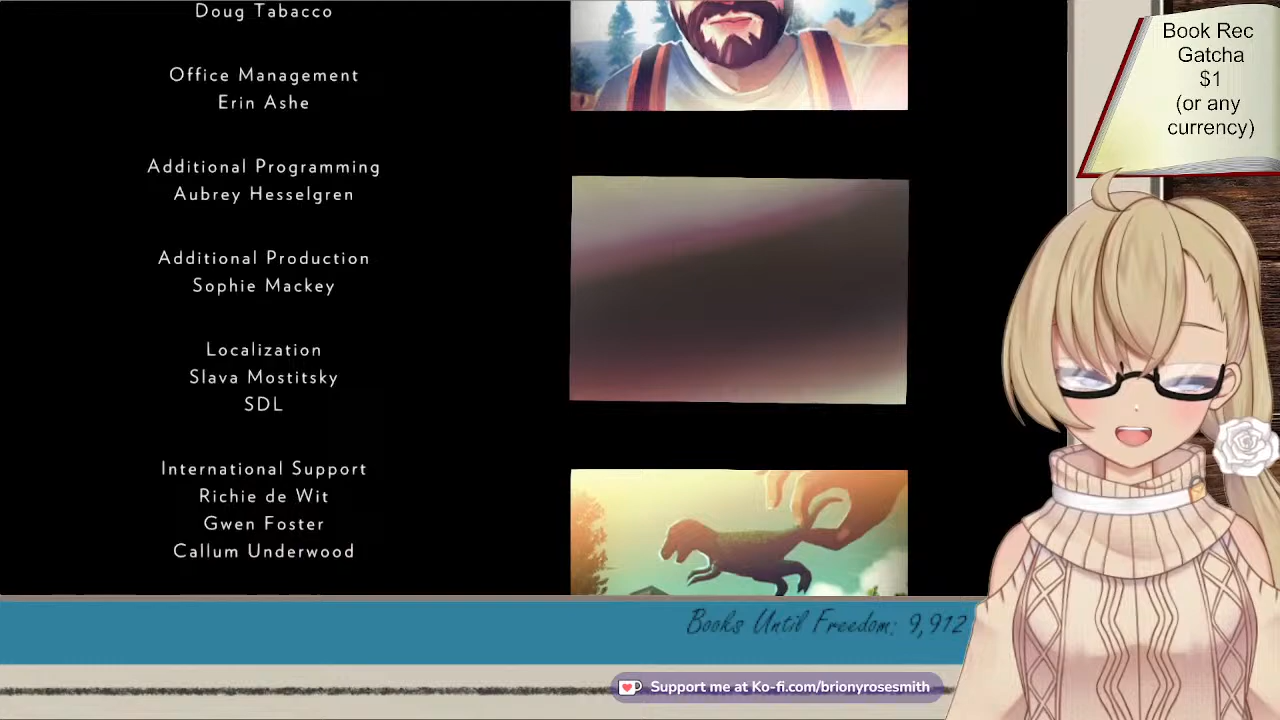 Doug Tabacco
Office Management
Erin Ashe
Additional Programming
Aubrey Hesselgren
Additional Production
Sophie Mackey
Localization
Slava Mostitsky
SDL
International Support
Richie de Wit
Gwen Foster
Callum Underwood
Book Rec
Gatcha
$1
(or any
currency)
Books Until Freedom: 9,912
Support me at Ko-fi.com/brionyrosesmith